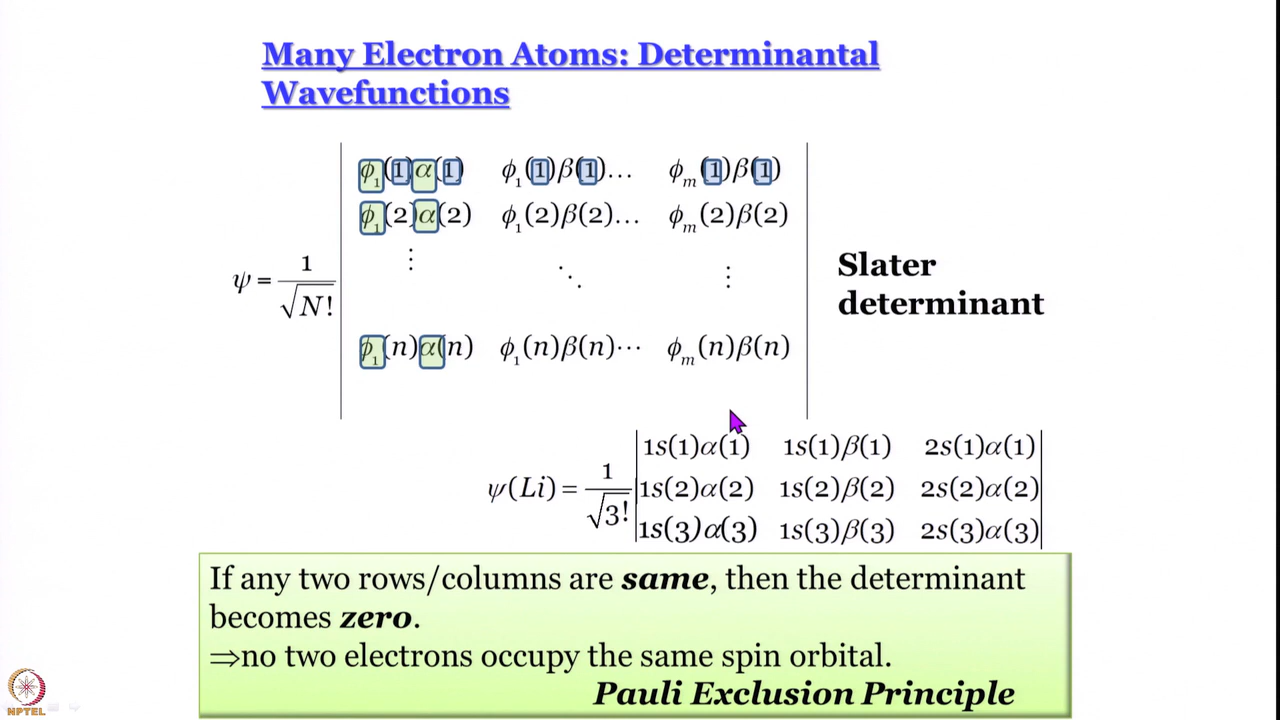 Many Electron Atoms: Determinantal
Wavefunctions
ϕ₁(1)α(1) ϕ₁(1)β(1)… ϕₘ(1)β(1)
ϕ₁(2)α(2) ϕ₁(2)β(2)… ϕₘ(2)β(2)
⋮ ⋱ ⋮
ψ = 1/√N!
ϕ₁(n)α(n) ϕ₁(n)β(n)⋯ ϕₘ(n)β(n)
Slater
determinant
1s(1)α(1) 1s(1)β(1) 2s(1)α(1)
ψ(Li) = 1/√3! 1s(2)α(2) 1s(2)β(2) 2s(2)α(2)
1s(3)α(3) 1s(3)β(3) 2s(3)α(3)
If any two rows/columns are same, then the determinant
becomes zero.
⇒no two electrons occupy the same spin orbital.
Pauli Exclusion Principle
NPTEL